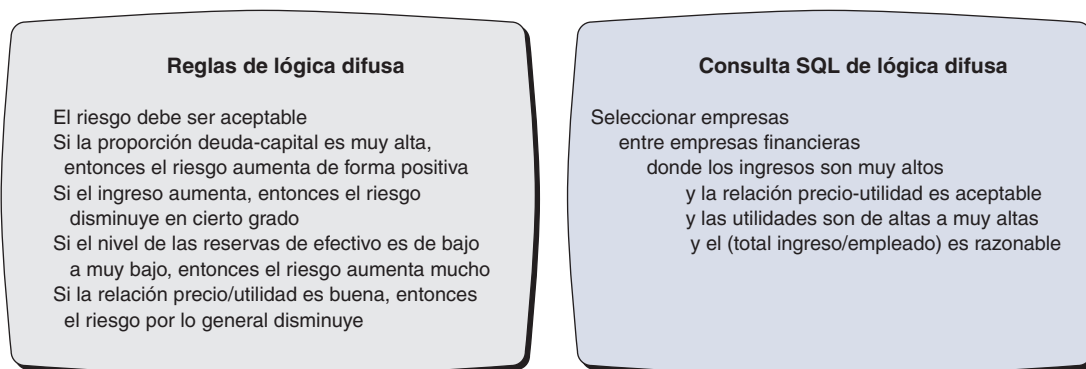 Reglas de lógica difusa
El riesgo debe ser aceptable
Si la proporción deuda-capital es muy alta,
entonces el riesgo aumenta de forma positiva
Si el ingreso aumenta, entonces el riesgo
disminuye en cierto grado
Si el nivel de las reservas de efectivo es de bajo
a muy bajo, entonces el riesgo aumenta mucho
Si la relación precio/utilidad es buena, entonces
el riesgo por lo general disminuye
Consulta SQL de lógica difusa
Seleccionar empresas
entre empresas financieras
donde los ingresos son muy altos
y la relación precio-utilidad es aceptable
y las utilidades son de altas a muy altas
y el (total ingreso/empleado) es razonable